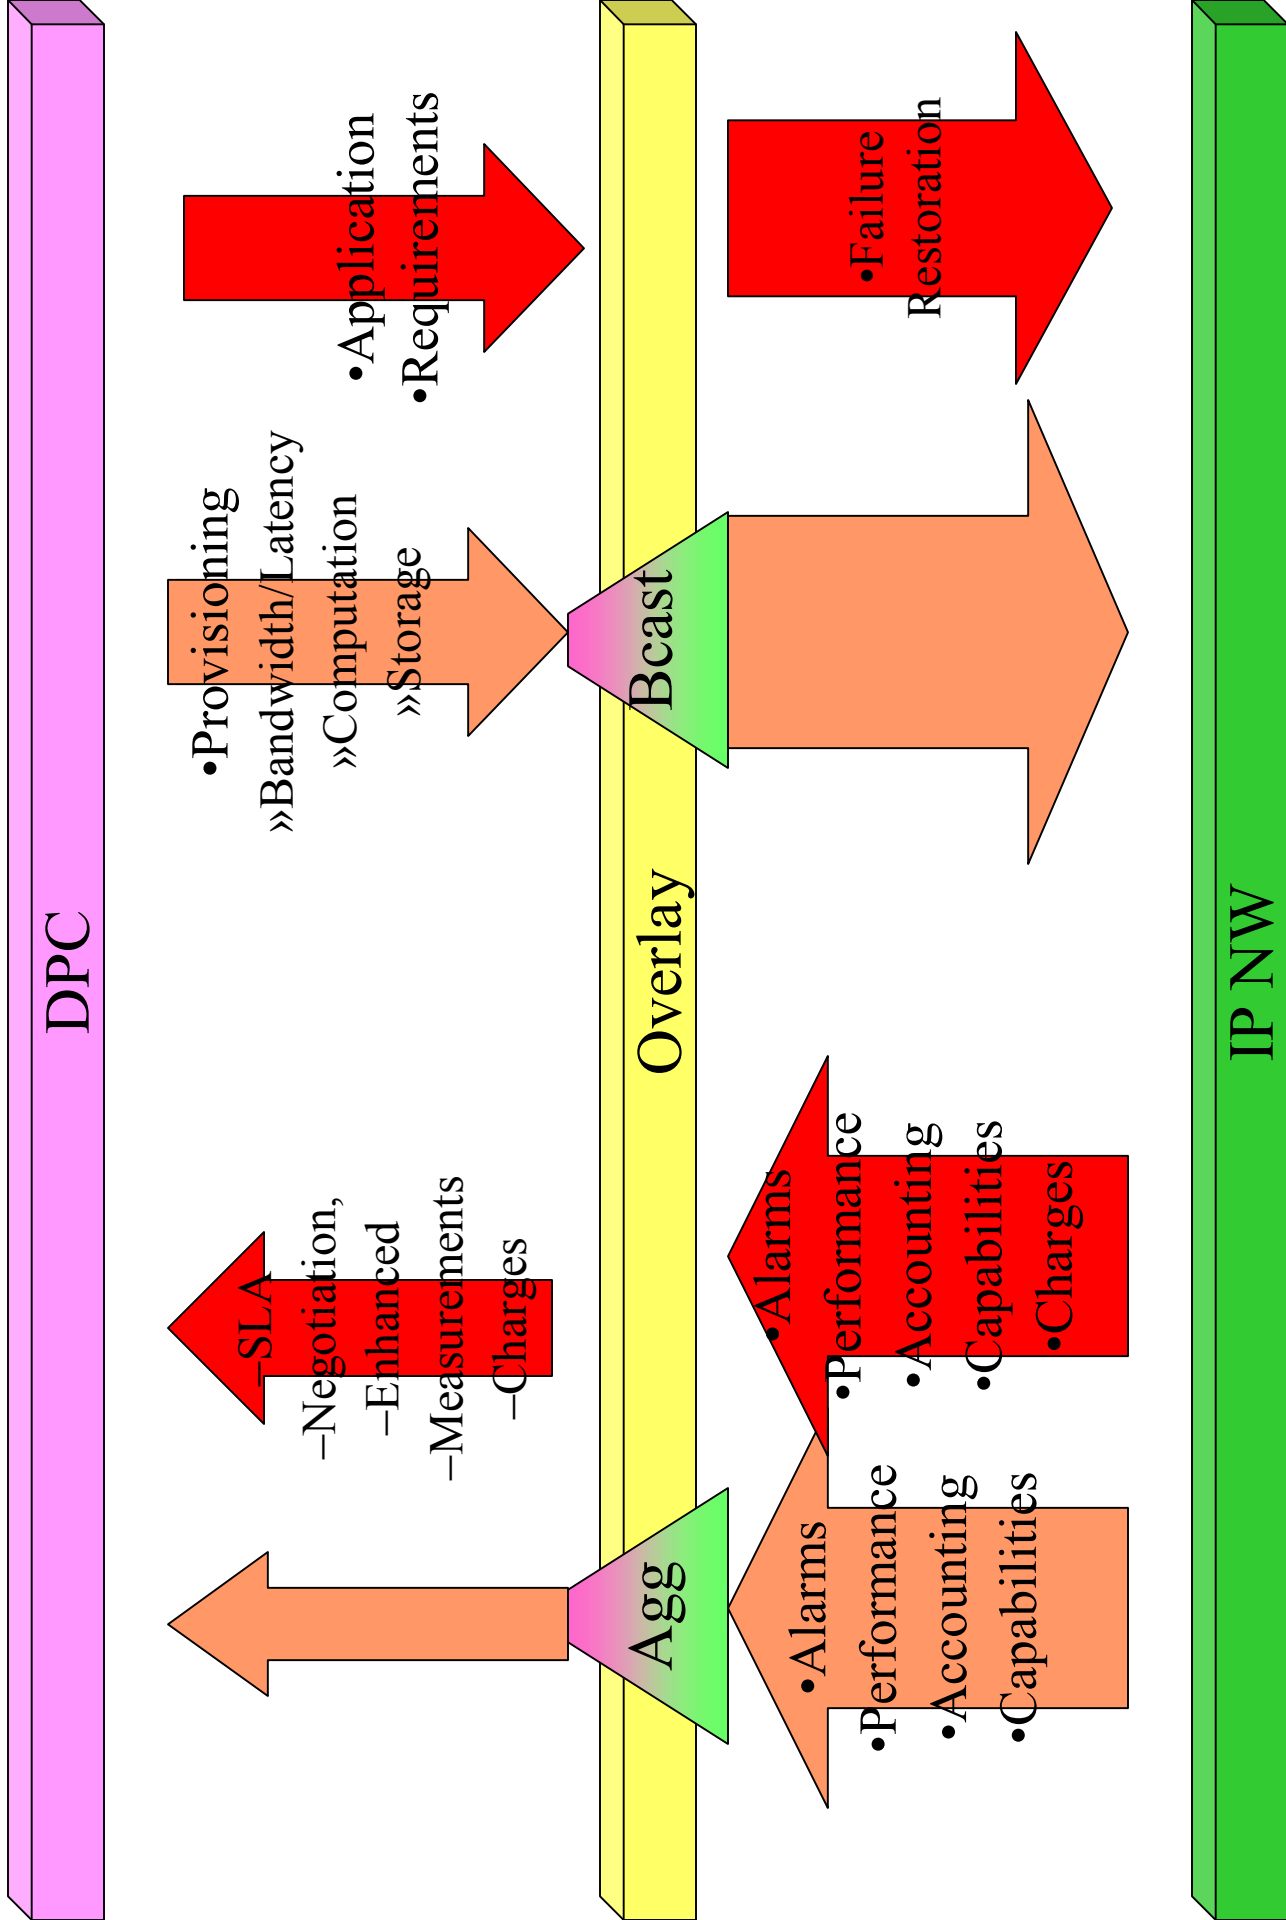 DPC
–SLA
–Negotiation,
–Enhanced
–Measurements
–Charges
•Provisioning
»Bandwidth/Latency
»Computation
»Storage
•Application
•Requirements
Agg
Overlay
Bcast
•Alarms
•Performance
•Accounting
•Capabilities
•Alarms
•Performance
•Accounting
•Capabilities
•Charges
•Failure
Restoration
IP NW